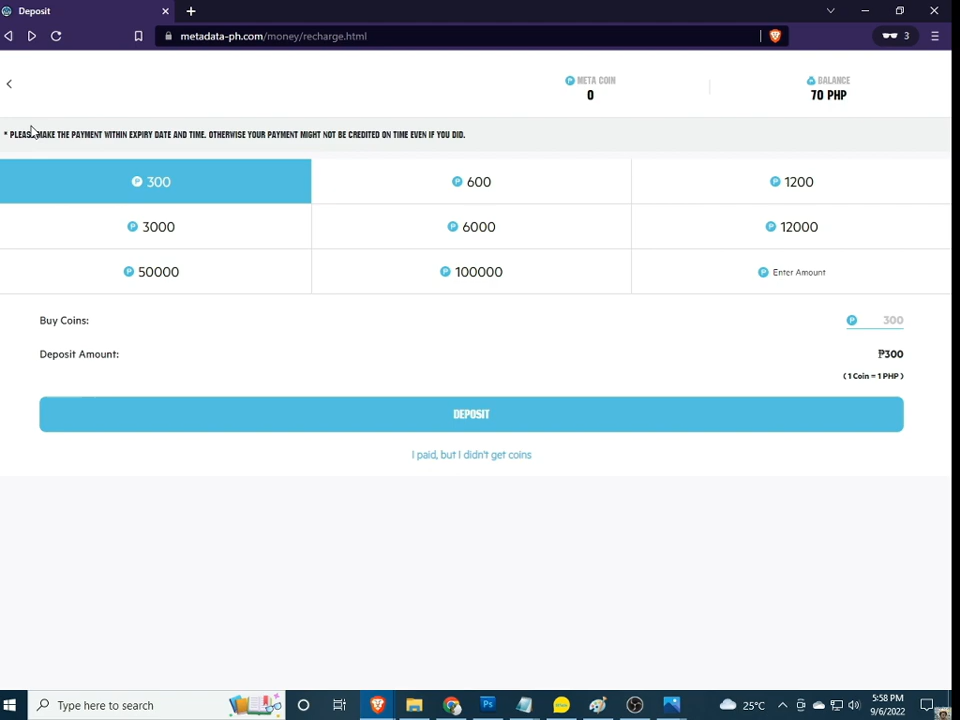 Deposit
metadata-ph.com/money/recharge.html
3
META COIN
0
BALANCE
70 PHP
* PLEASE MAKE THE PAYMENT WITHIN EXPIRY DATE AND TIME. OTHERWISE YOUR PAYMENT MIGHT NOT BE CREDITED ON TIME EVEN IF YOU DID.
P 300
P 600
P 1200
P 3000
P 6000
P 12000
P 50000
P 100000
P Enter Amount
Buy Coins:
P 300
Deposit Amount:
₱300
( 1 Coin = 1 PHP )
DEPOSIT
I paid, but I didn't get coins
Type here to search
Ps
25°C
5:58 PM
9/6/2022